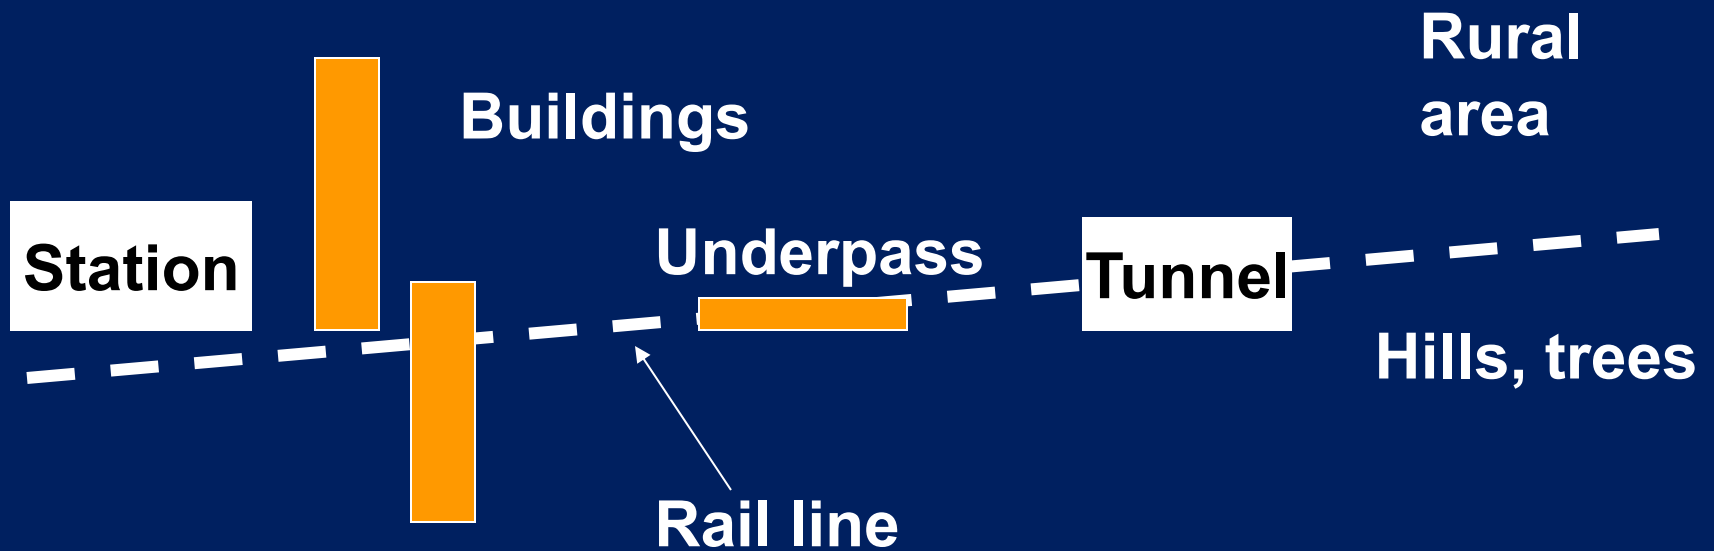 Rural
area
Buildings
Station
Underpass
Tunnel
Hills, trees
Rail line